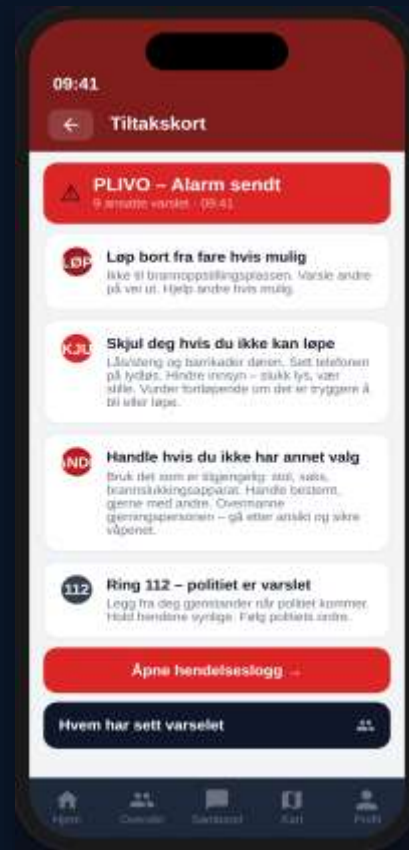 09:41
← Tiltakskort
PLIVO – Alarm sendt
9 ansatte varslet · 09:41
LØP
Løp bort fra fare hvis mulig
Ikke til brannoppstillingsplassen. Varsle andre
på vei ut. Hjelp andre hvis mulig.
KJU
Skjul deg hvis du ikke kan løpe
Lås/steng og barrikader døren. Sett telefonen
på lydløs. Hindre innsyn – slukk lys, vær
stille. Vurder fortløpende om det er tryggere å
bli eller løpe.
AND
Handle hvis du ikke har annet valg
Bruk det som er tilgjengelig: stol, saks,
brannslukkingsapparat. Handle bestemt,
gjerne med andre. Overmanne
gjerningspersonen – gå etter ansikt og sikre
våpenet.
112
Ring 112 – politiet er varslet
Legg fra deg gjenstander når politiet kommer.
Hold hendene synlige. Følg politiets ordre.
Åpne hendelseslogg →
Hvem har sett varselet
Hjem Oversikt Samband Kart Profil